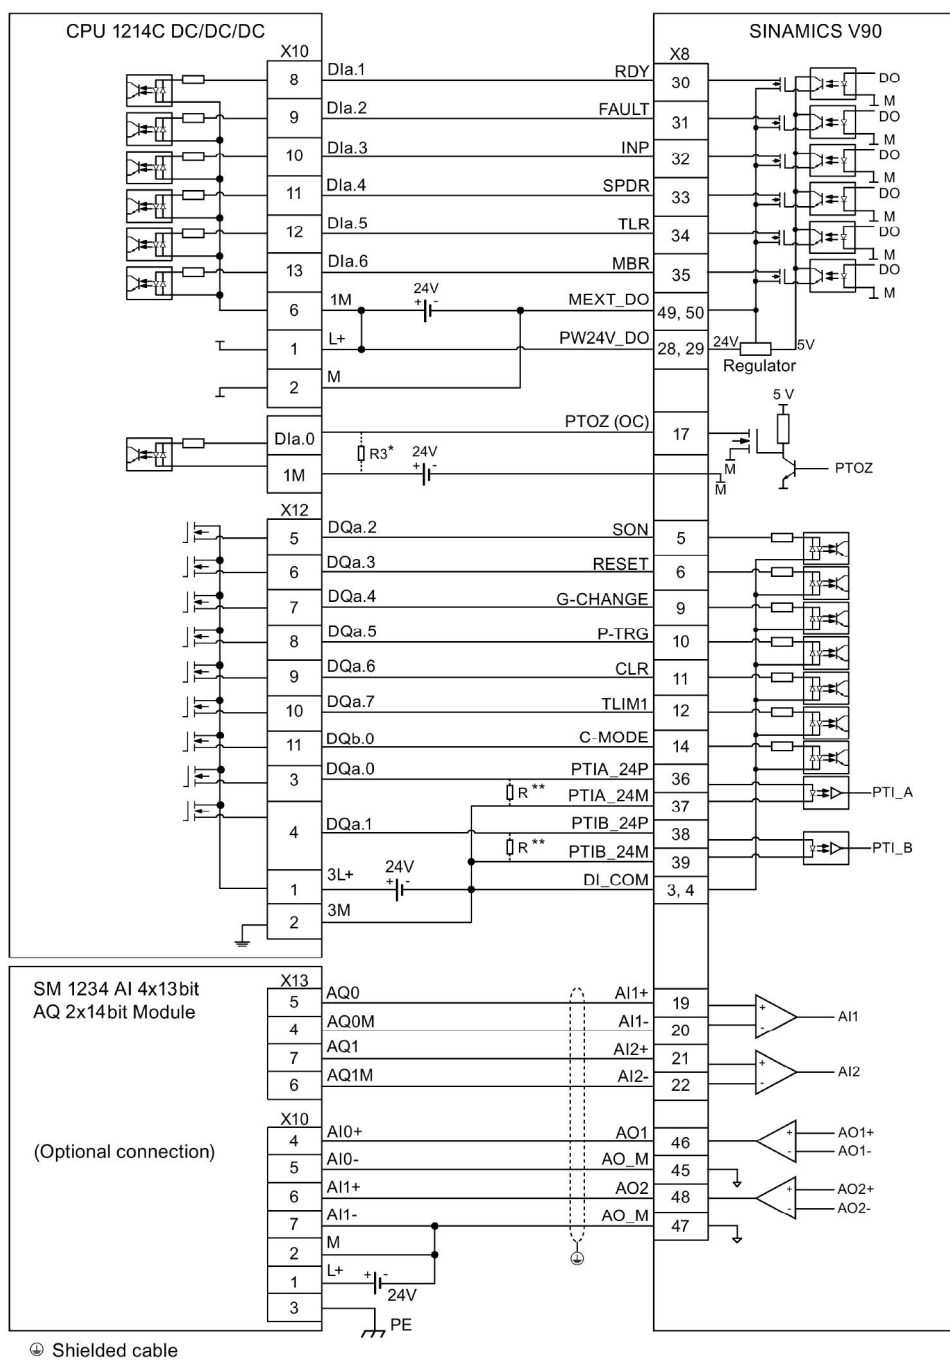 CPU 1214C DC/DC/DC SINAMICS V90
X10 X8
8 DIa.1 RDY 30 DO
M
9 DIa.2 FAULT 31 DO
M
10 DIa.3 INP 32 DO
M
11 DIa.4 SPDR 33 DO
M
12 DIa.5 TLR 34 DO
M
13 DIa.6 MBR 35 DO
M
6 1M 24V + - MEXT_DO 49, 50
1 L+ PW24V_DO 28, 29 24V 5V
Regulator
2 M
5 V
DIa.0 PTOZ (OC) 17
R3* M PTOZ
1M 24V + - M
X12
5 DQa.2 SON 5
6 DQa.3 RESET 6
7 DQa.4 G-CHANGE 9
8 DQa.5 P-TRG 10
9 DQa.6 CLR 11
10 DQa.7 TLIM1 12
11 DQb.0 C-MODE 14
3 DQa.0 PTIA_24P 36
R ** PTIA_24M 37 PTI_A
4 DQa.1 PTIB_24P 38
R ** PTIB_24M 39 PTI_B
1 3L+ 24V + - DI_COM 3, 4
2 3M
SM 1234 AI 4x13bit
AQ 2x14bit Module
X13
5 AQ0 AI1+ 19 +
4 AQ0M AI1- 20 - AI1
7 AQ1 AI2+ 21 +
6 AQ1M AI2- 22 - AI2
(Optional connection)
X10
4 AI0+ AO1 46 + AO1+
5 AI0- AO_M 45 - AO1-
6 AI1+ AO2 48 + AO2+
7 AI1- AO_M 47 - AO2-
2 M
1 L+ + - 24V
3 PE
Shielded cable